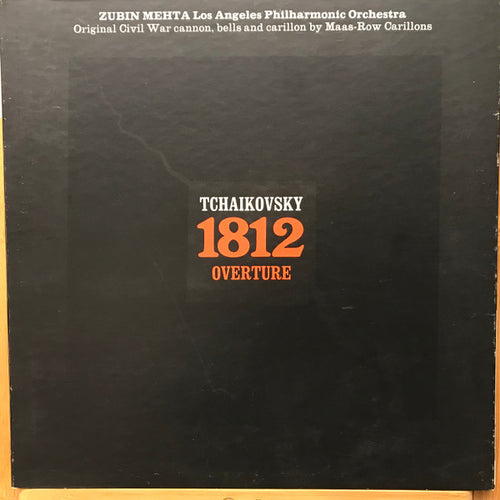 ZUBIN MEHTA Los Angeles Philharmonic Orchestra
Original Civil War cannon, bells and carillon by Maas-Row Carillons
TCHAIKOVSKY
1812
OVERTURE